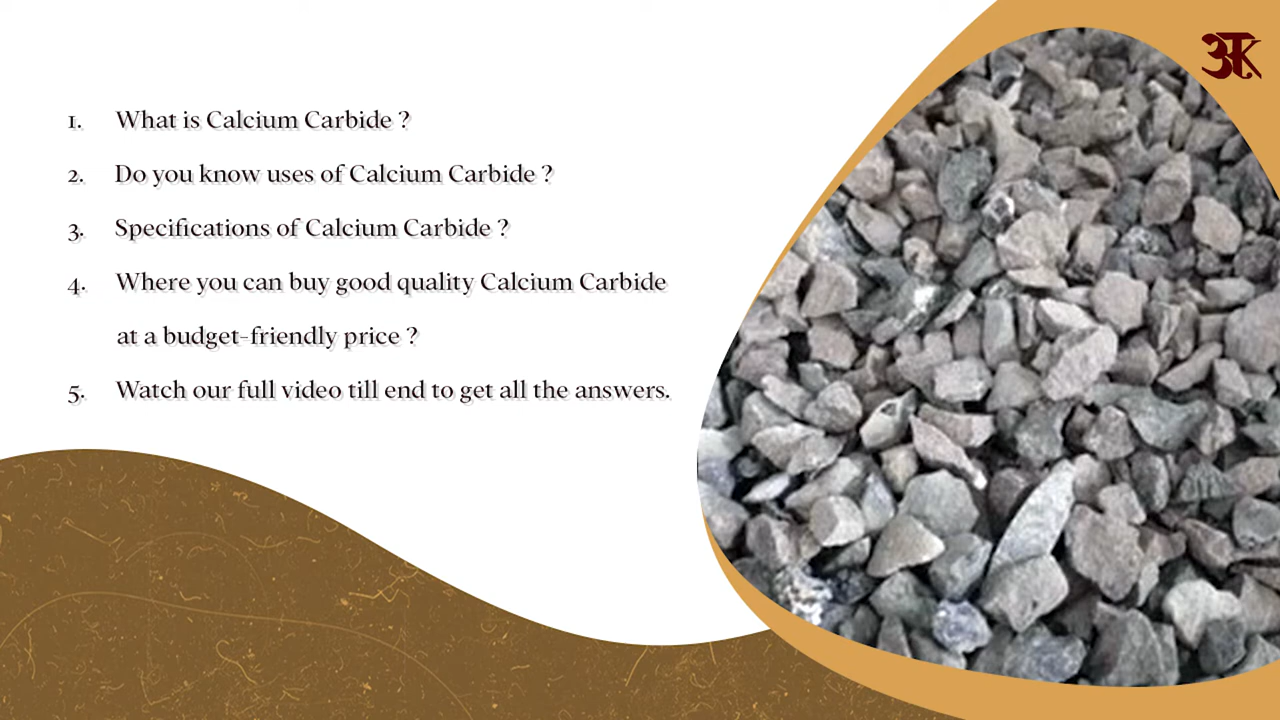 1. What is Calcium Carbide ?
2. Do you know uses of Calcium Carbide ?
3. Specifications of Calcium Carbide ?
4. Where you can buy good quality Calcium Carbide
at a budget-friendly price ?
5. Watch our full video till end to get all the answers.